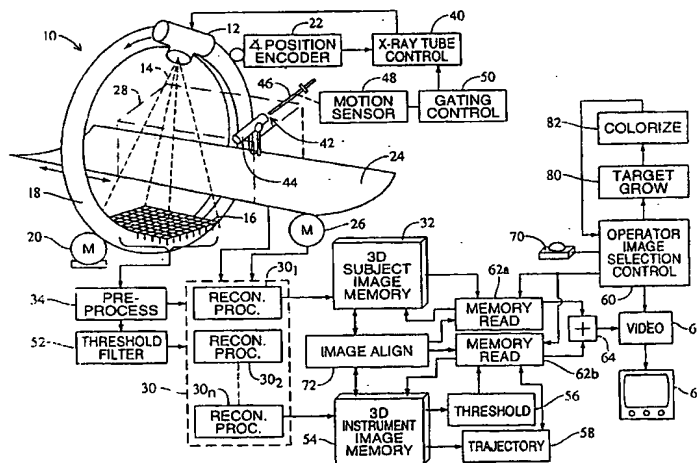 10
12
22
40
∡ POSITION
ENCODER
X-RAY TUBE
CONTROL
14
28
46
48
50
MOTION
SENSOR
GATING
CONTROL
42
44
24
82
COLORIZE
80
TARGET
GROW
18
16
20
M
26
M
32
3D
SUBJECT
IMAGE
MEMORY
70
OPERATOR
IMAGE
SELECTION
CONTROL
60
34
PRE-
PROCESS
30₁
RECON. PROC.
62a
MEMORY
READ
52
THRESHOLD
FILTER
RECON.
PROC.
30₂
IMAGE ALIGN
72
MEMORY
READ
62b
+
64
VIDEO
6
30
30n
RECON.
PROC.
54
3D
INSTRUMENT
IMAGE
MEMORY
THRESHOLD
56
TRAJECTORY
58
6